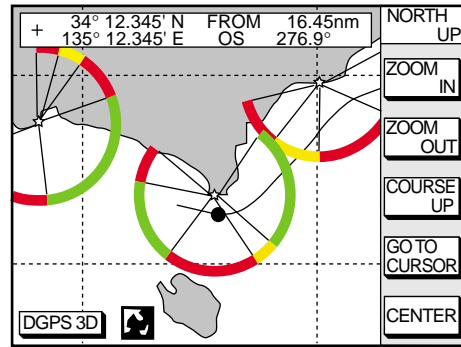 + 34° 12.345' N FROM 16.45nm
135° 12.345' E OS 276.9°
NORTH
UP
ZOOM
IN
ZOOM
OUT
COURSE
UP
GO TO
CURSOR
CENTER
DGPS 3D